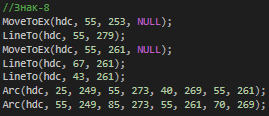 //Знак-8
MoveToEx(hdc, 55, 253, NULL);
LineTo(hdc, 55, 279);
MoveToEx(hdc, 55, 261, NULL);
LineTo(hdc, 67, 261);
LineTo(hdc, 43, 261);
Arc(hdc, 25, 249, 55, 273, 40, 269, 55, 261);
Arc(hdc, 55, 249, 85, 273, 55, 261, 70, 269);